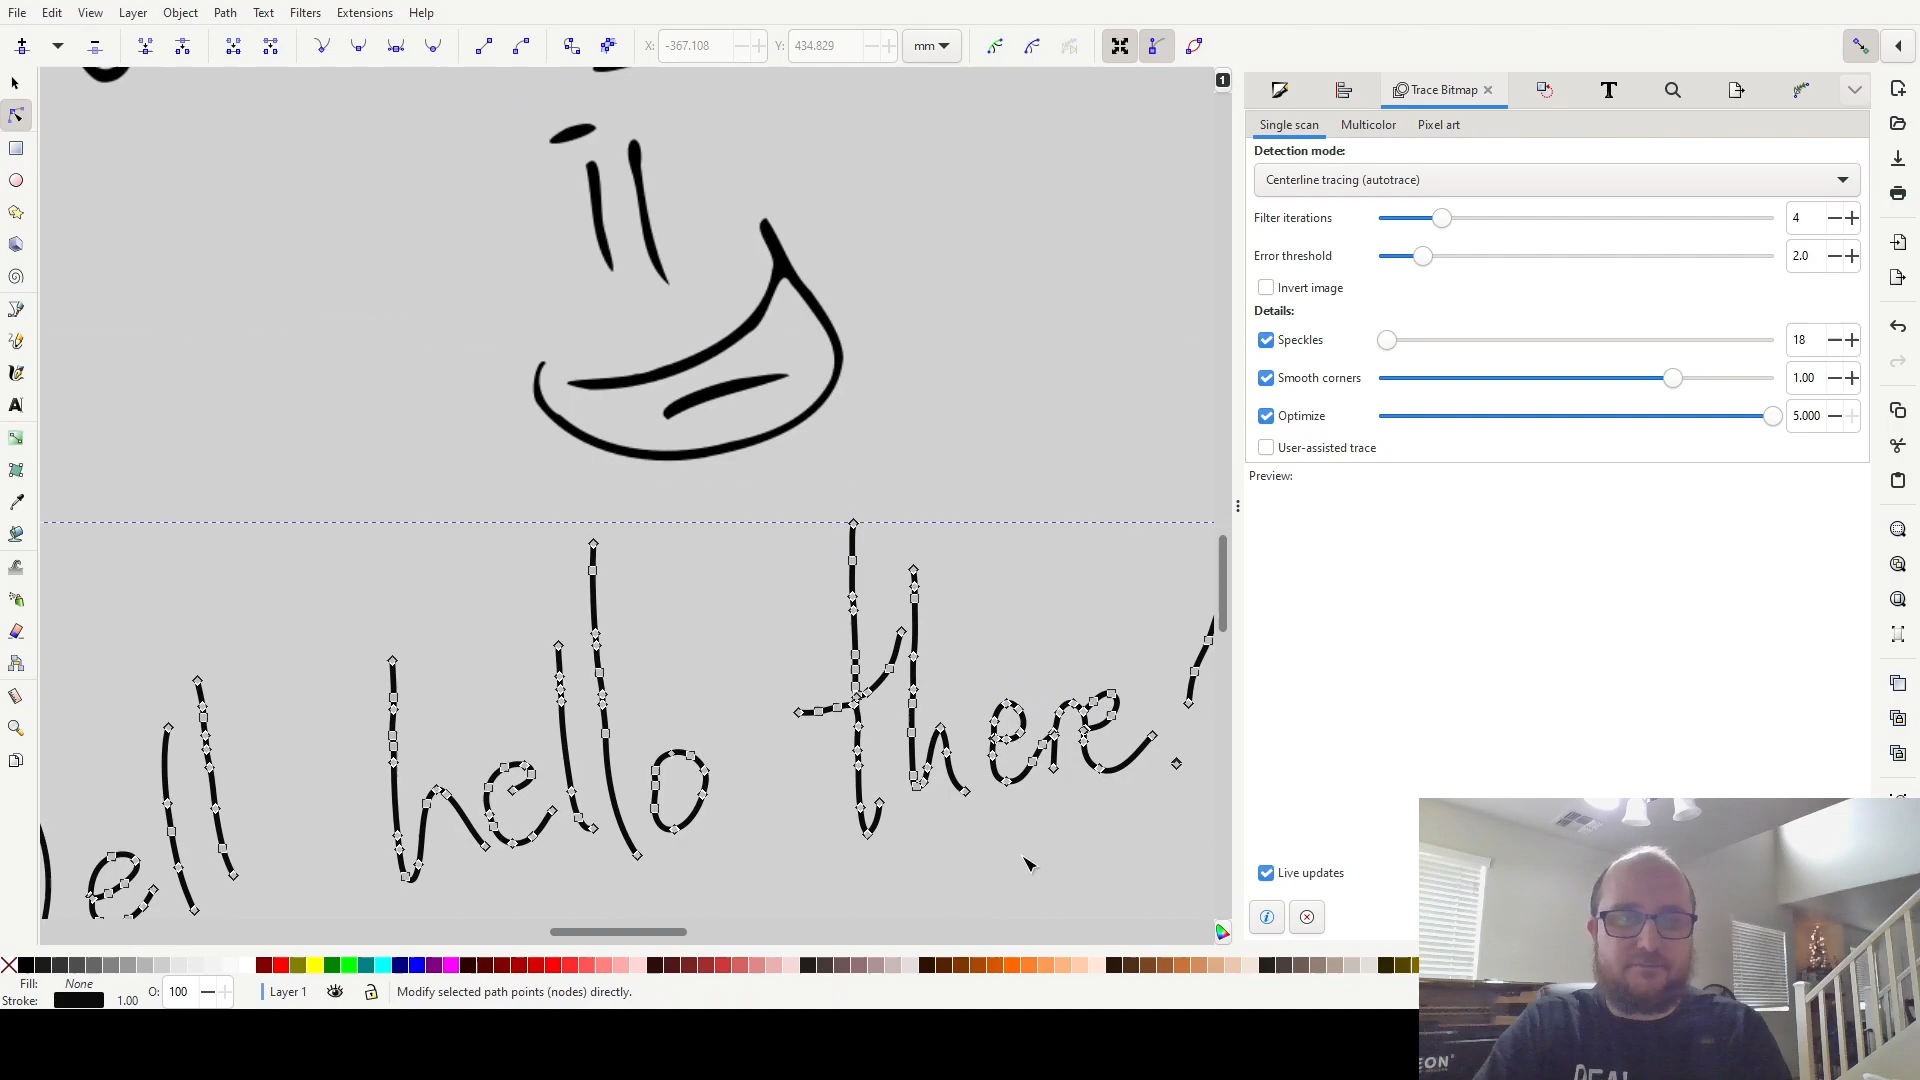 File Edit View Layer Object Path Text Filters Extensions Help
X: -367.108 Y: 434.829 mm
1
Trace Bitmap
Single scan Multicolor Pixel art
Detection mode:
Centerline tracing (autotrace)
Filter iterations 4
Error threshold 2.0
Invert image
Details:
Speckles 18
Smooth corners 1.00
Optimize 5.000
User-assisted trace
Preview:
ell hello there!
Live updates
Fill: None
Stroke: 1.00 O: 100 Layer 1 Modify selected path points (nodes) directly.